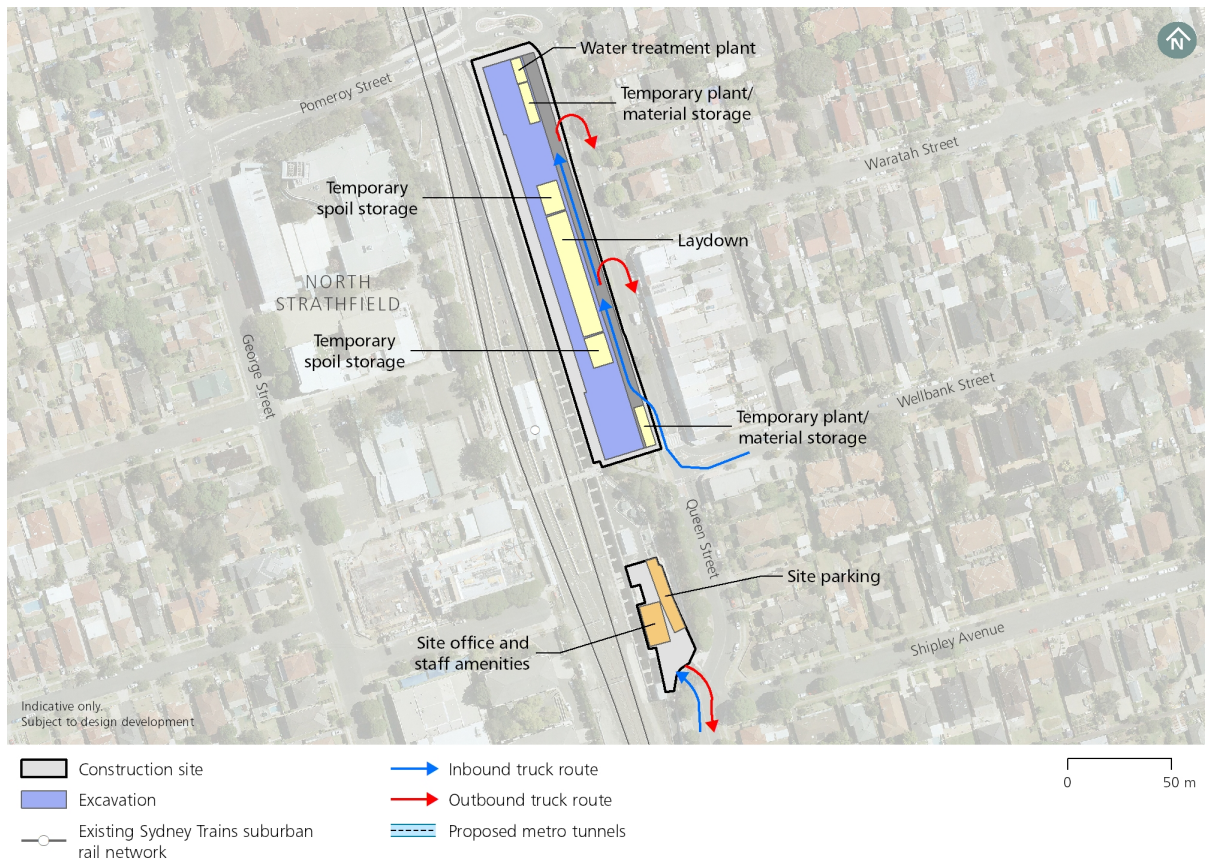 N
Water treatment plant
Pomeroy Street
Temporary plant/
material storage
Waratah Street
Temporary
spoil storage
Laydown
NORTH
STRATHFIELD
Temporary
spoil storage
George Street
Wellbank Street
Temporary plant/
material storage
Queen Street
Site parking
Site office and
staff amenities
Shipley Avenue
Indicative only.
Subject to design development
Construction site
Excavation
Existing Sydney Trains suburban
rail network
Inbound truck route
Outbound truck route
Proposed metro tunnels
0 50 m